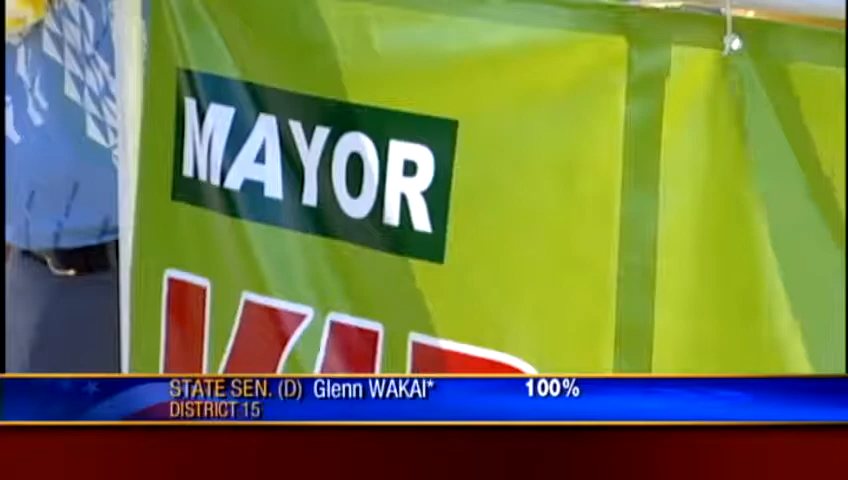 MAYOR
STATE SEN. (D) Glenn WAKAI* 100%
DISTRICT 15